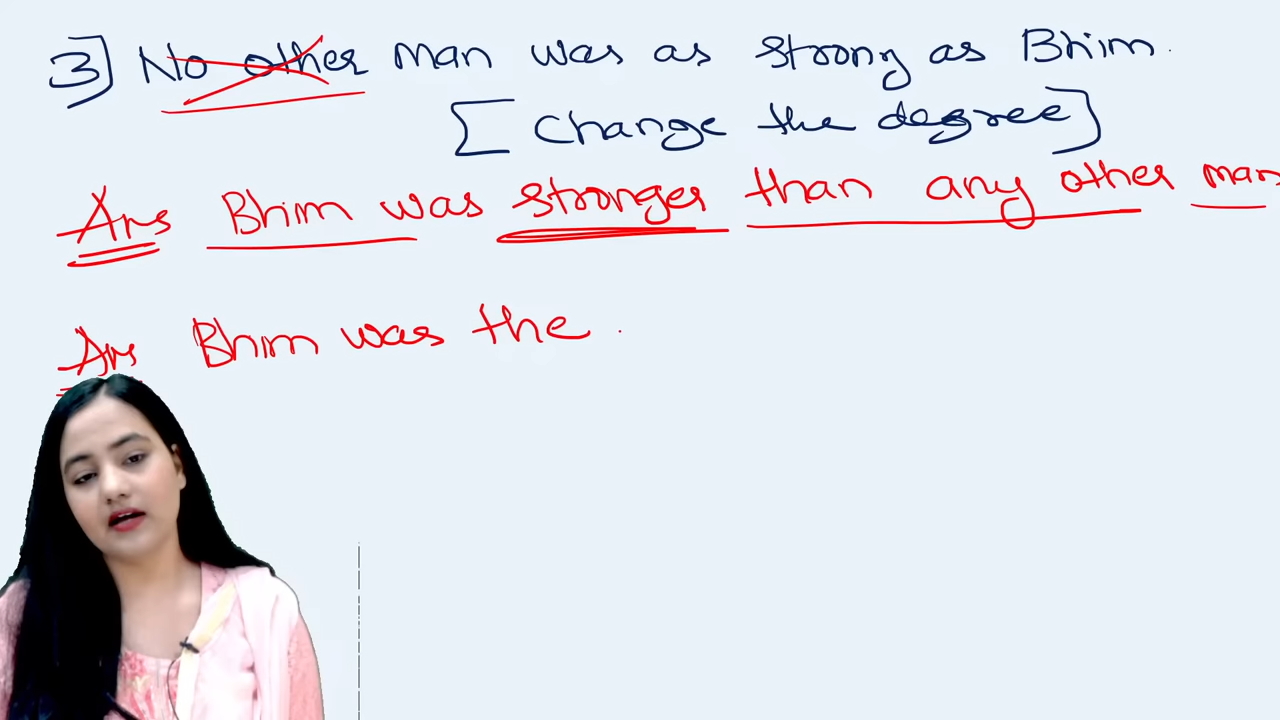 3] No other man was as strong as Bhim.
[Change the degree]
Ans Bhim was stronger than any other man
Ans Bhim was the